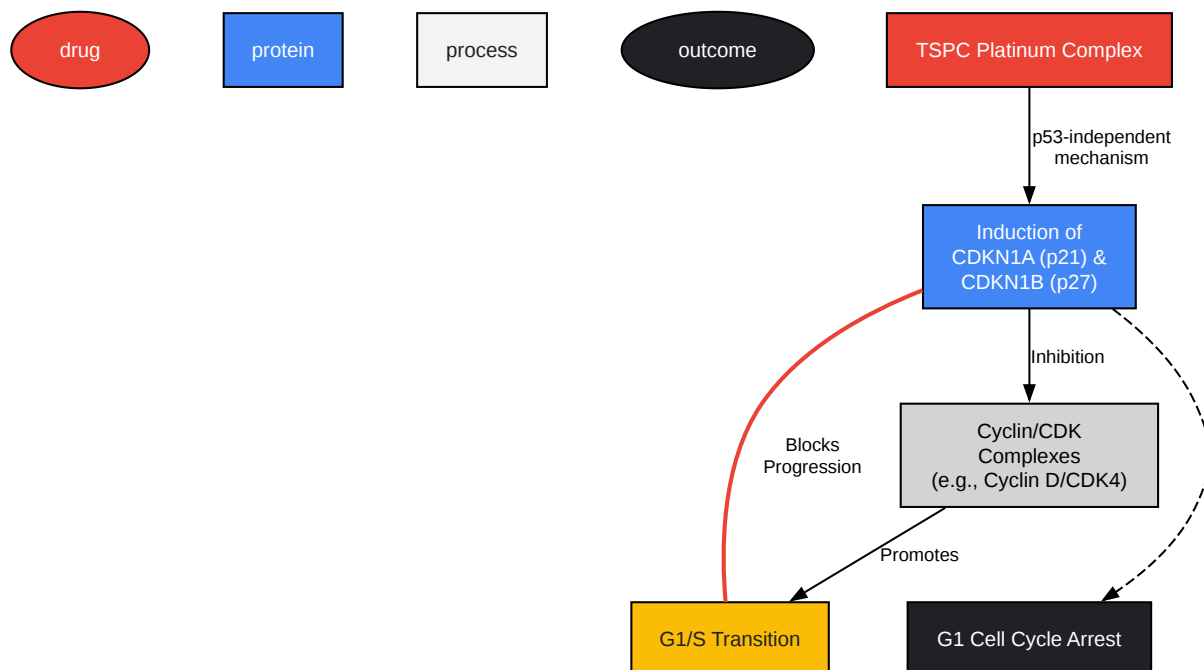 drug
protein
process
outcome
TSPC Platinum Complex
p53-independent
mechanism
Induction of
CDKN1A (p21) &
CDKN1B (p27)
Inhibition
Cyclin/CDK
Complexes
(e.g., Cyclin D/CDK4)
Blocks
Progression
Promotes
G1/S Transition
G1 Cell Cycle Arrest